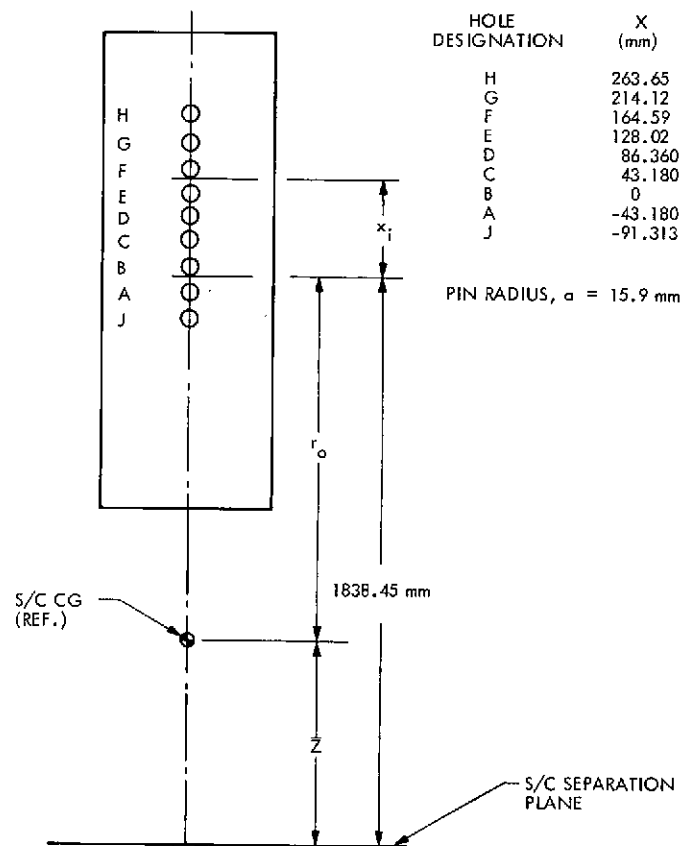 HOLE DESIGNATION X (mm)
H 263.65
G 214.12
F 164.59
E 128.02
D 86.360
C 43.180
B 0
A -43.180
J -91.313
PIN RADIUS, a = 15.9 mm
H
G
F
E
D
C
B
A
J
x_i
r_o
1838.45 mm
S/C CG
(REF.)
Z̄
S/C SEPARATION
PLANE